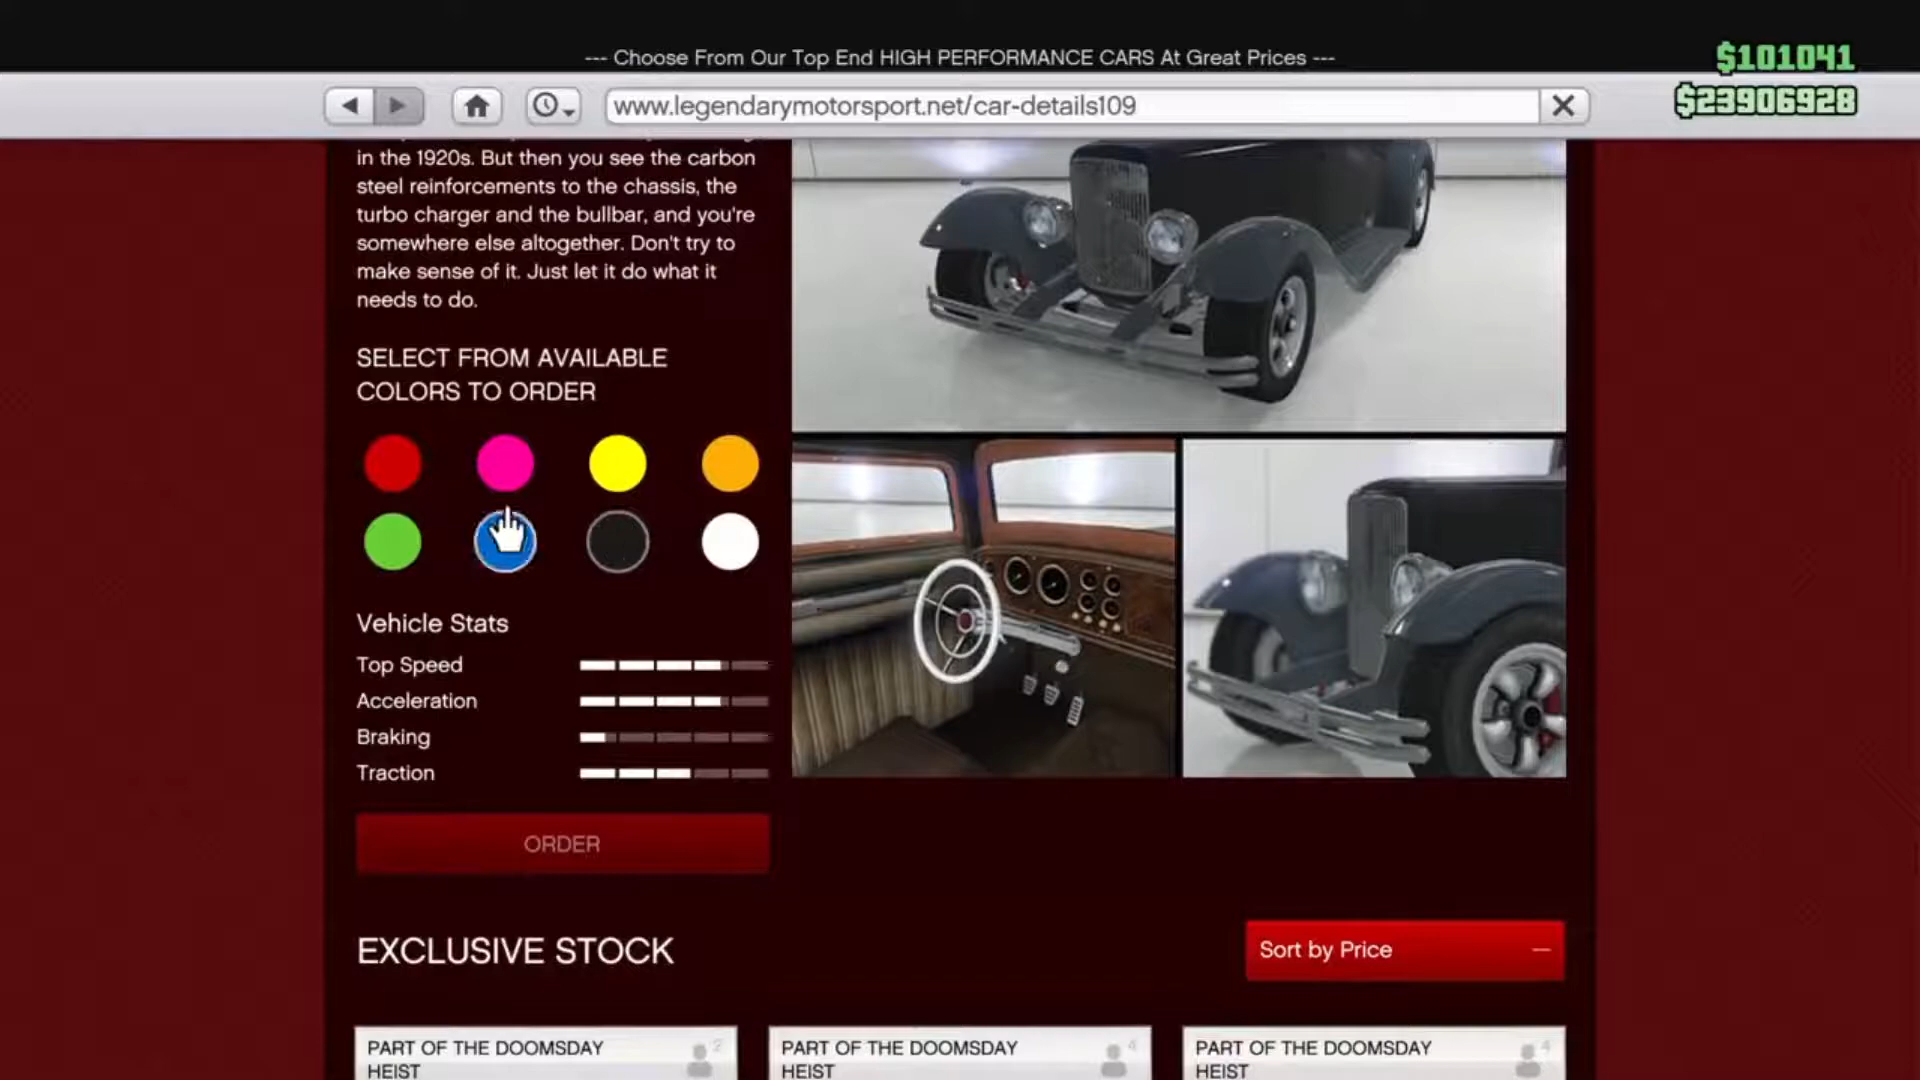 --- Choose From Our Top End HIGH PERFORMANCE CARS At Great Prices ---
$101041
$23906928
www.legendarymotorsport.net/car-details109
in the 1920s. But then you see the carbon
steel reinforcements to the chassis, the
turbo charger and the bullbar, and you're
somewhere else altogether. Don't try to
make sense of it. Just let it do what it
needs to do.
SELECT FROM AVAILABLE
COLORS TO ORDER
Vehicle Stats
Top Speed
Acceleration
Braking
Traction
ORDER
EXCLUSIVE STOCK
Sort by Price
PART OF THE DOOMSDAY
HEIST
2
PART OF THE DOOMSDAY
HEIST
4
PART OF THE DOOMSDAY
HEIST
4